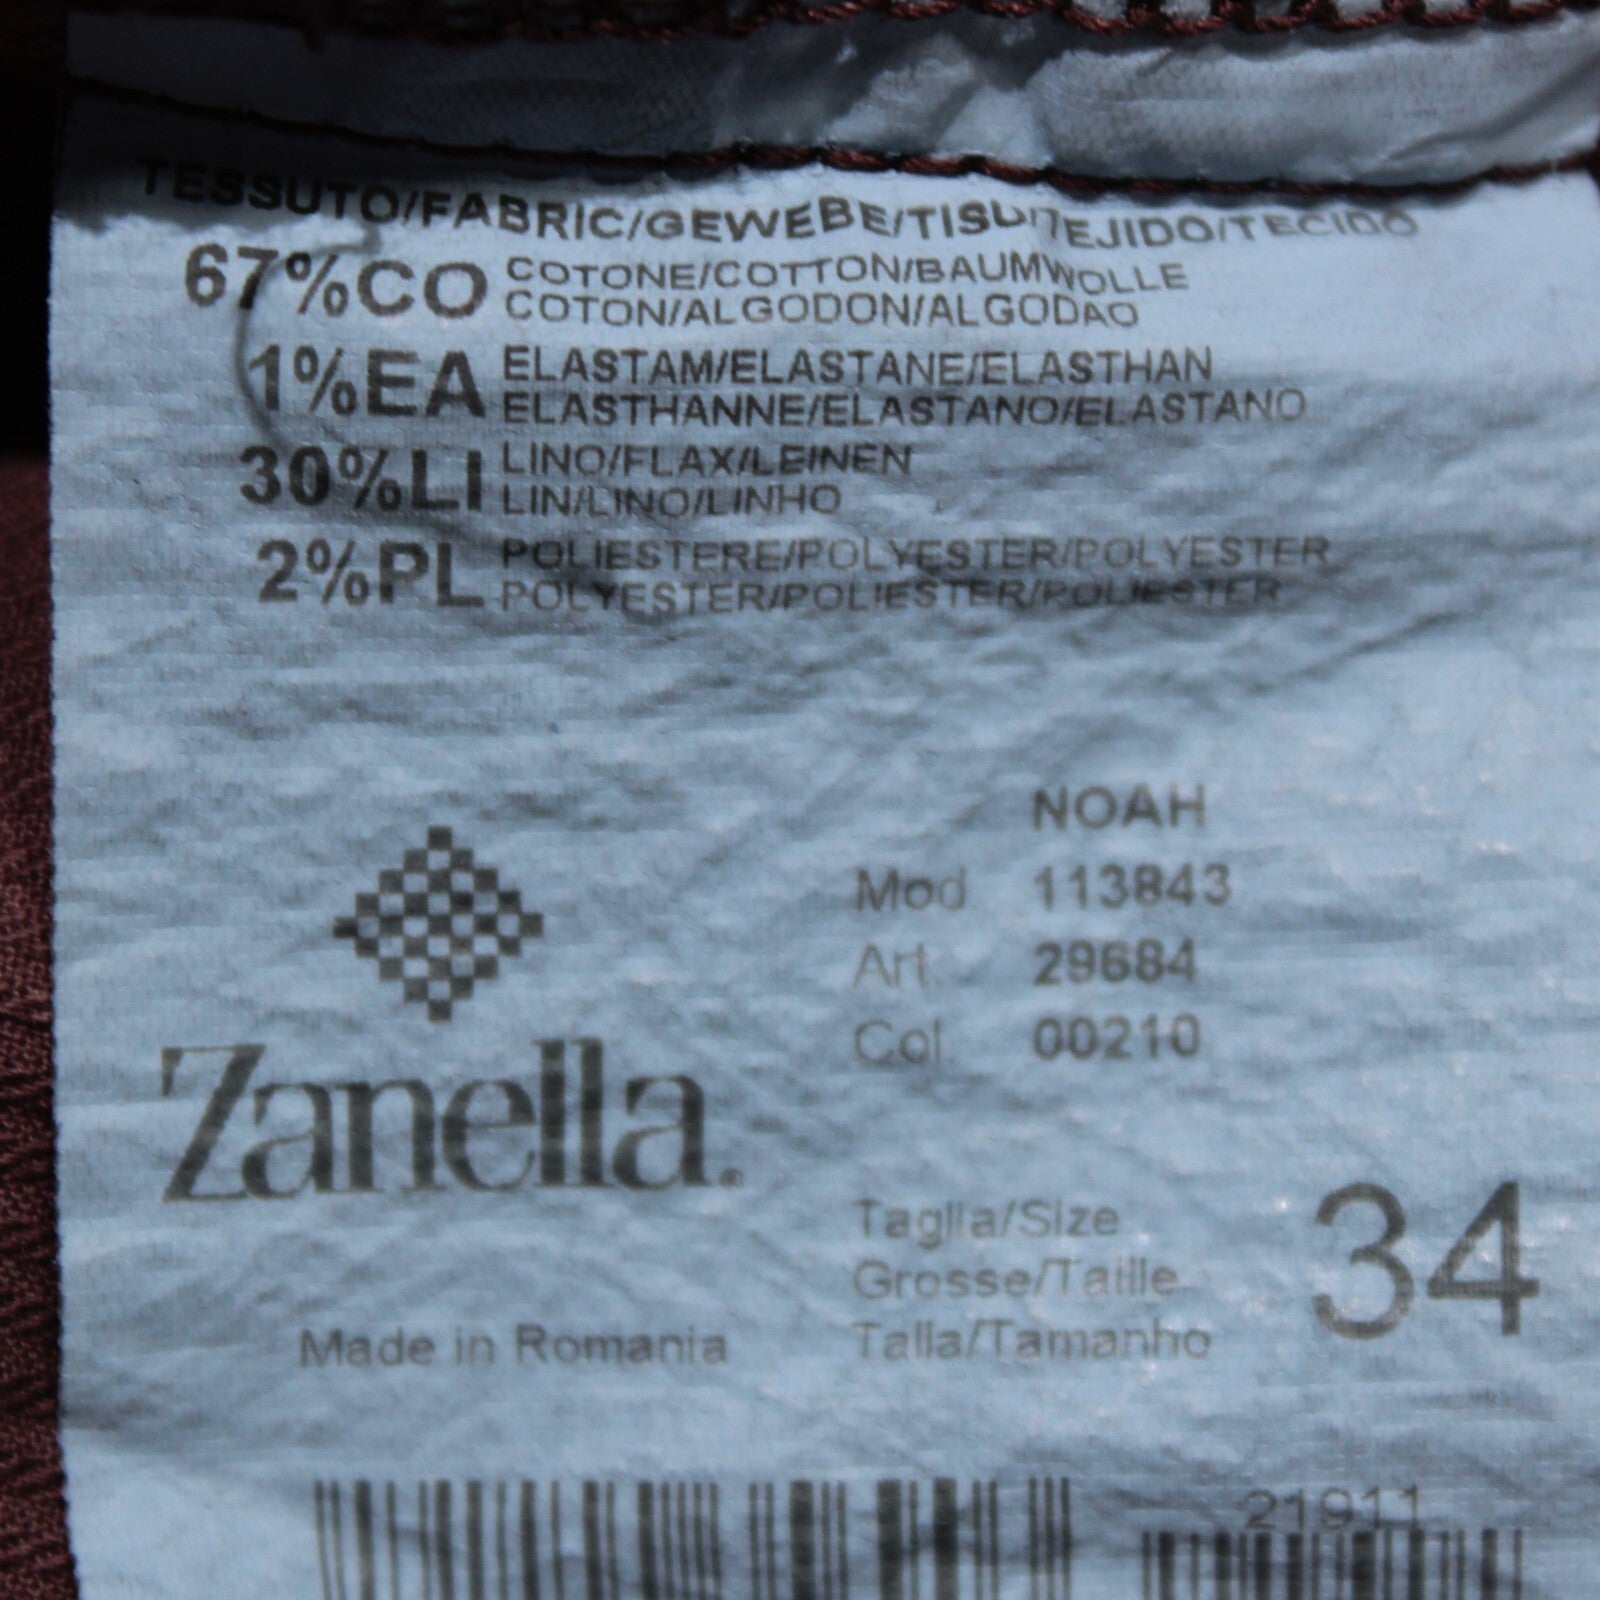 TESSUTO/FABRIC/GEWEBE/TISSU/TEJIDO/TECIDO
67%CO COTONE/COTTON/BAUMWOLLE
COTON/ALGODON/ALGODAO
1%EA ELASTAM/ELASTANE/ELASTHAN
ELASTHANNE/ELASTANO/ELASTANO
30%LI LINO/FLAX/LEINEN
LIN/LINO/LINHO
2%PL POLIESTERE/POLYESTER/POLYESTER
POLYESTER/POLIESTER/POLIESTER
NOAH
Mod 113843
Art. 29684
Col 00210
Zanella.
Taglia/Size
Grosse/Taille
Talla/Tamanho
34
Made in Romania
21911